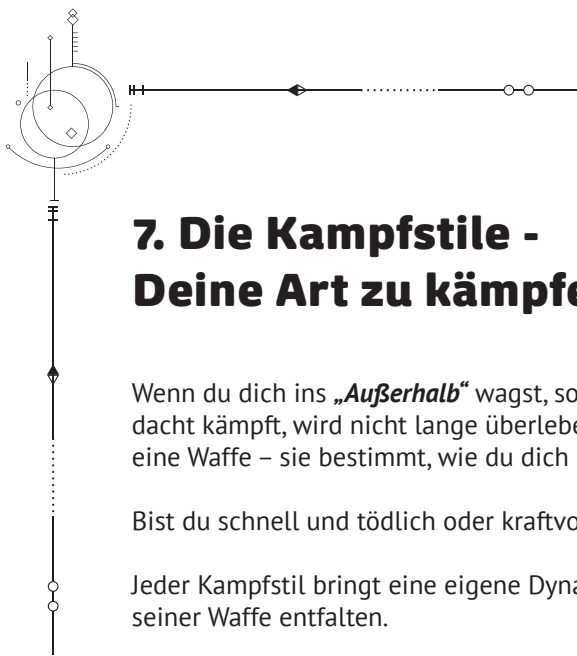 7. Die Kampfstile -
Deine Art zu kämpfe
Wenn du dich ins „Außerhalb“ wagst, so
dacht kämpft, wird nicht lange überlebe
eine Waffe – sie bestimmt, wie du dich
Bist du schnell und tödlich oder kraftvo
Jeder Kampfstil bringt eine eigene Dyna
seiner Waffe entfalten.